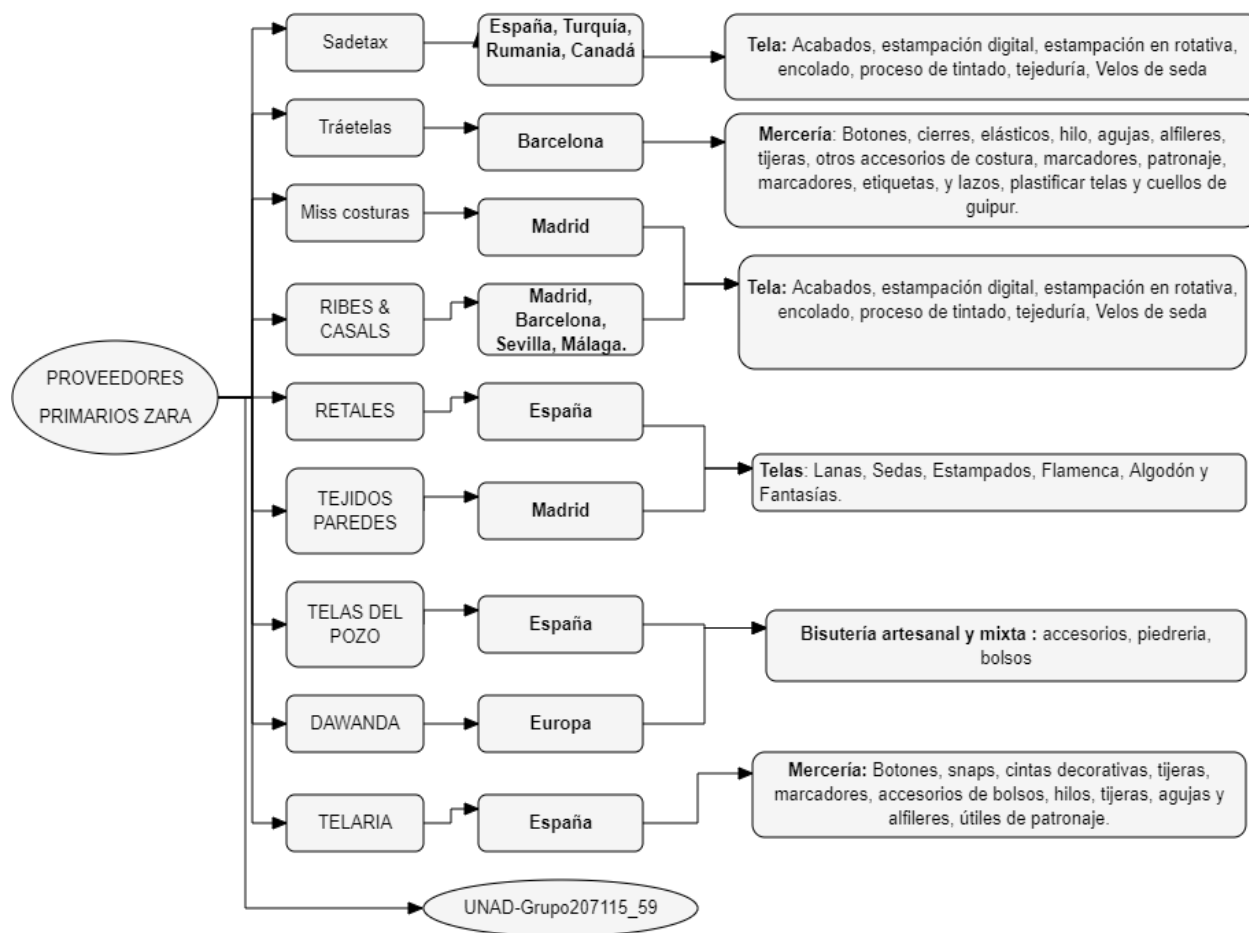 Sadetax
España, Turquía,
Rumania, Canadá
Tela: Acabados, estampación digital, estampación en rotativa,
encolado, proceso de tintado, tejeduría, Velos de seda
Tráetelas
Barcelona
Mercería: Botones, cierres, elásticos, hilo, agujas, alfileres,
tijeras, otros accesorios de costura, marcadores, patronaje,
marcadores, etiquetas, y lazos, plastificar telas y cuellos de
guipur.
Miss costuras
Madrid
RIBES &
CASALS
Madrid,
Barcelona,
Sevilla, Málaga.
Tela: Acabados, estampación digital, estampación en rotativa,
encolado, proceso de tintado, tejeduría, Velos de seda
PROVEEDORES
PRIMARIOS ZARA
RETALES
España
TEJIDOS
PAREDES
Madrid
Telas: Lanas, Sedas, Estampados, Flamenca, Algodón y
Fantasías.
TELAS DEL
POZO
España
DAWANDA
Europa
Bisutería artesanal y mixta : accesorios, piedreria,
bolsos
TELARIA
España
Mercería: Botones, snaps, cintas decorativas, tijeras,
marcadores, accesorios de bolsos, hilos, tijeras, agujas y
alfileres, útiles de patronaje.
UNAD-Grupo207115_59